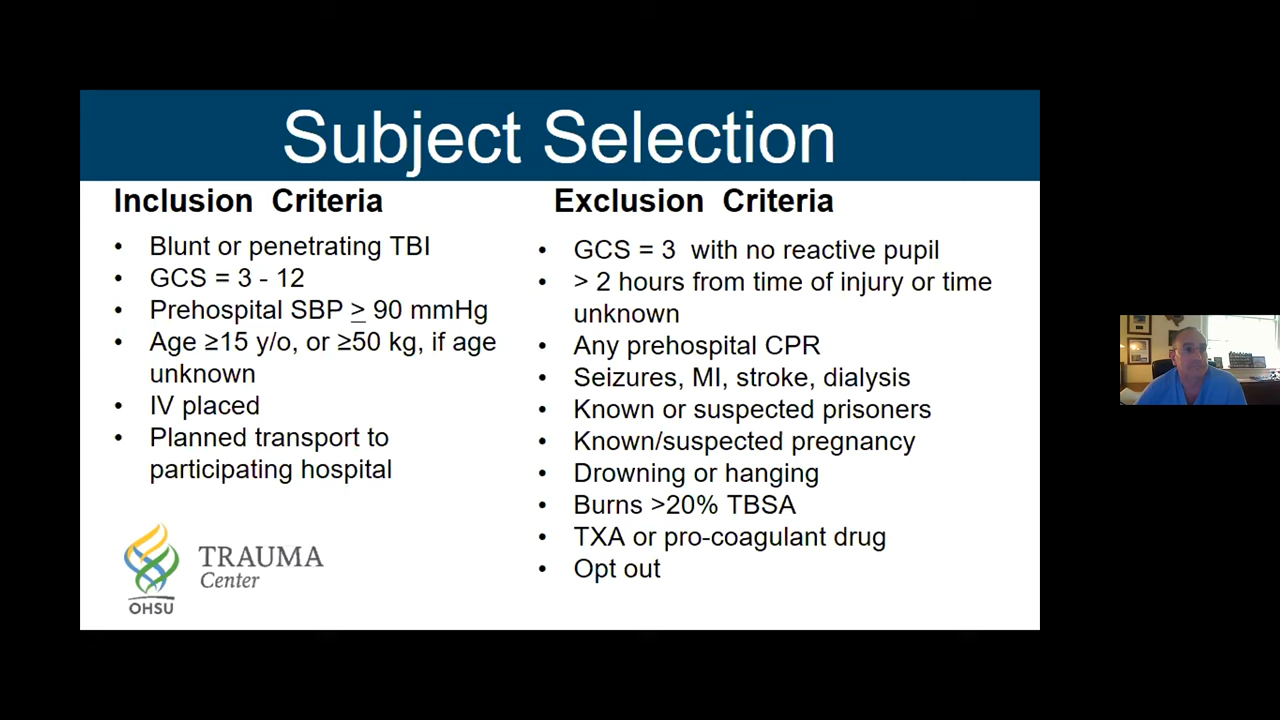 Subject Selection
Inclusion Criteria
• Blunt or penetrating TBI
• GCS = 3 - 12
• Prehospital SBP ≥ 90 mmHg
• Age ≥15 y/o, or ≥50 kg, if age
unknown
• IV placed
• Planned transport to
participating hospital
Exclusion Criteria
• GCS = 3 with no reactive pupil
• > 2 hours from time of injury or time
unknown
• Any prehospital CPR
• Seizures, MI, stroke, dialysis
• Known or suspected prisoners
• Known/suspected pregnancy
• Drowning or hanging
• Burns >20% TBSA
• TXA or pro-coagulant drug
• Opt out
TRAUMA
Center
OHSU